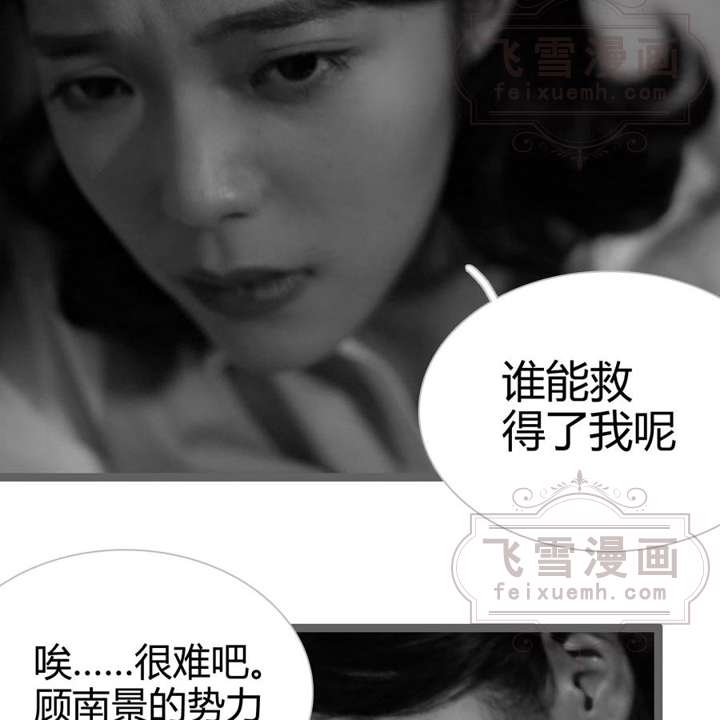 飞雪漫画
feixuemh.com
谁能救
得了我呢
飞雪漫画
feixuemh.com
唉......很难吧。
顾南景的势力